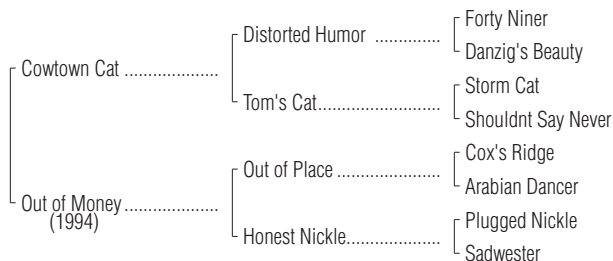 Forty Niner
Distorted Humor ..............
Danzig's Beauty
Cowtown Cat ....................
Storm Cat
Tom's Cat..........................
Shouldnt Say Never
Cox's Ridge
Out of Place ......................
Arabian Dancer
Out of Money ....................
(1994)
Plugged Nickle
Honest Nickle....................
Sadwester